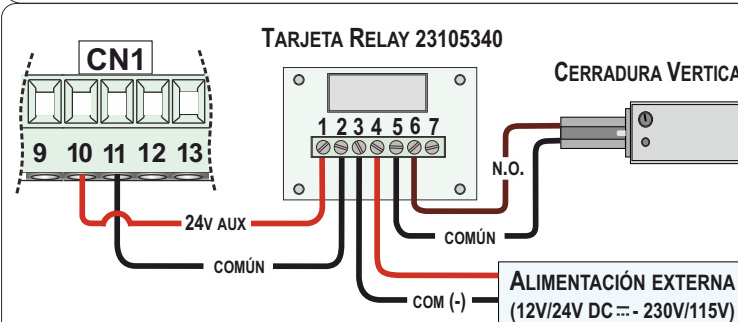 TARJETA RELAY 23105340
CN1
CERRADURA VERTICA
1 2 3 4 5 6 7
9 10 11 12 13
N.O.
24V AUX
COMÚN
COMÚN
ALIMENTACIÓN EXTERNA
COM (-)
(12V/24V DC - 230V/115V)